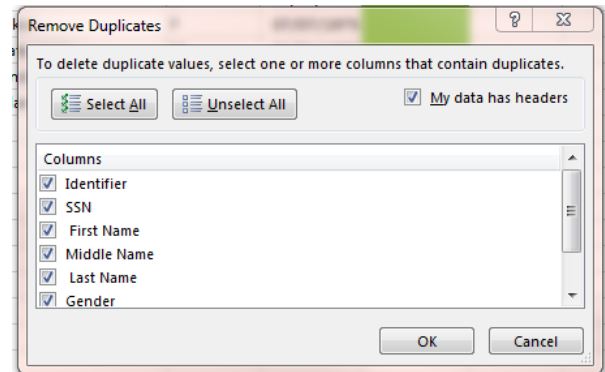 Remove Duplicates
To delete duplicate values, select one or more columns that contain duplicates.
Select All Unselect All My data has headers
Columns
Identifier
SSN
First Name
Middle Name
Last Name
Gender
OK Cancel